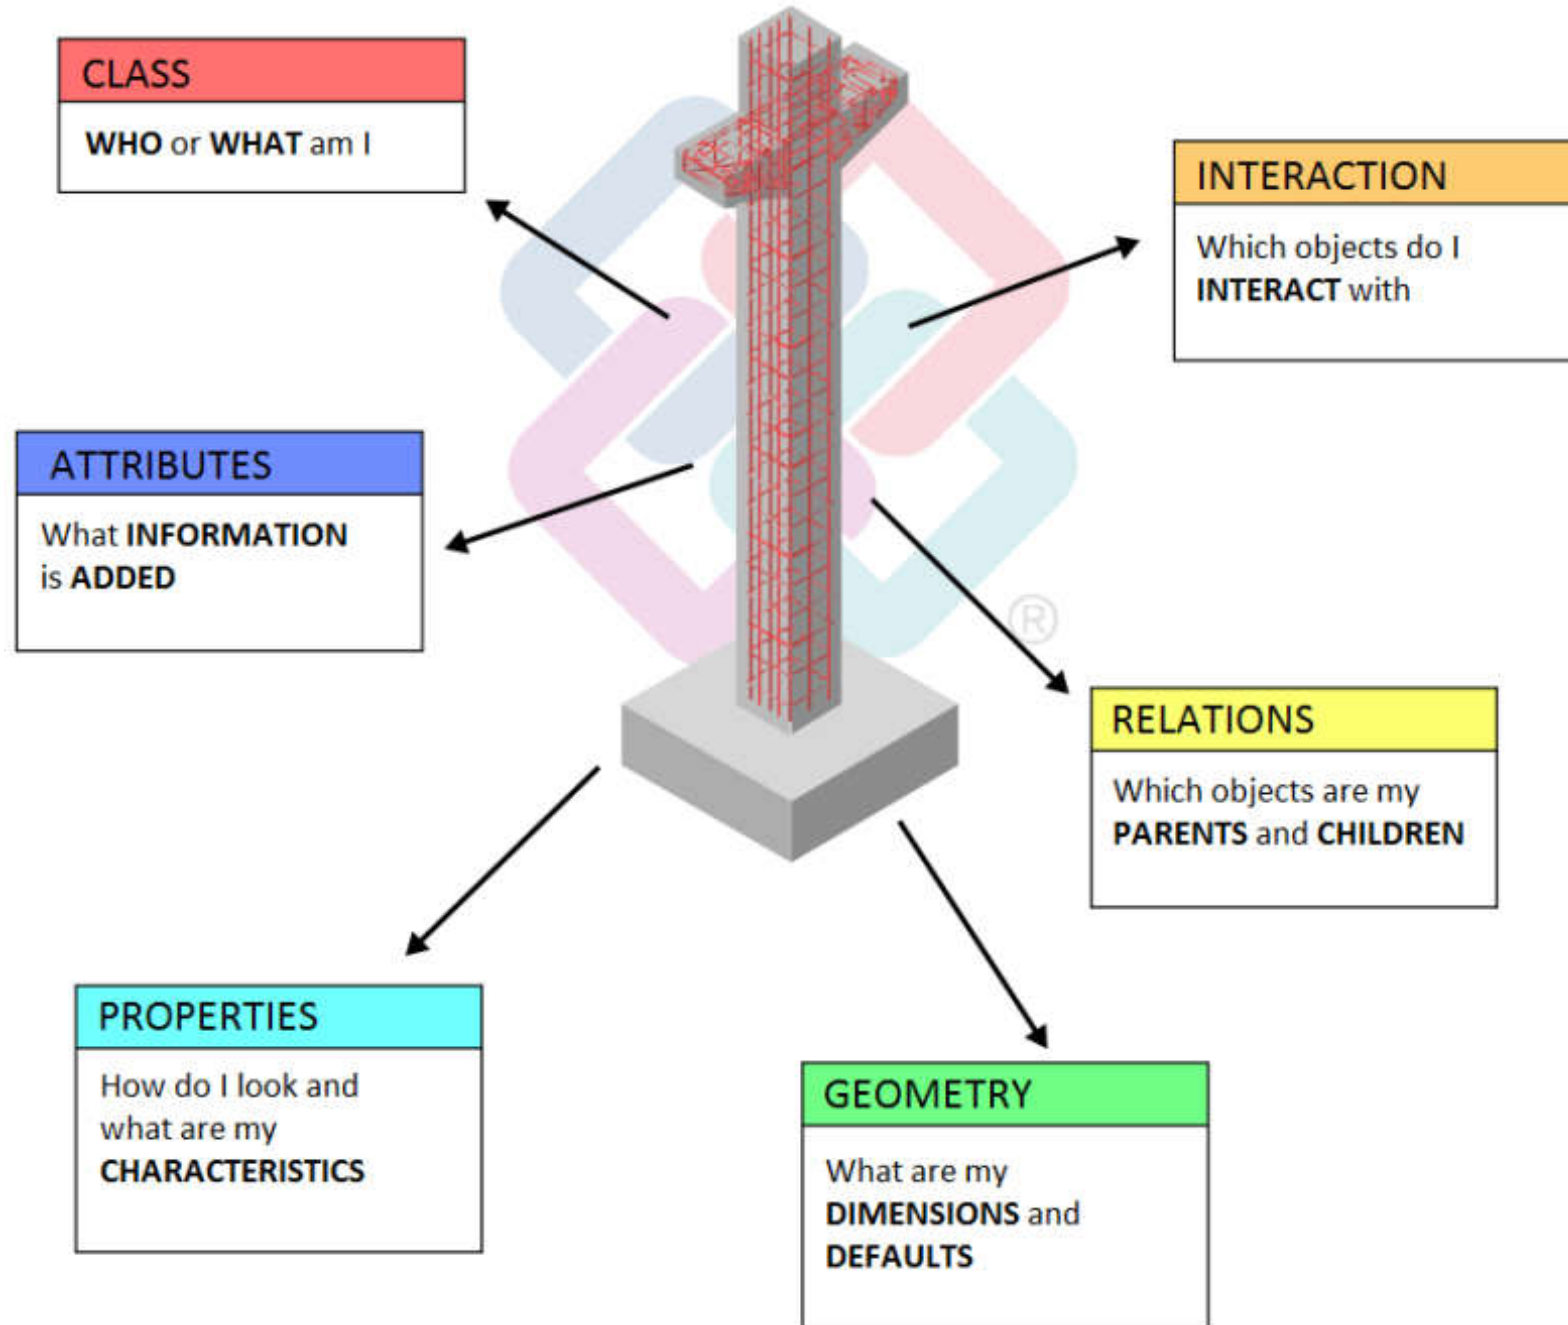 CLASS
WHO or WHAT am I
INTERACTION
Which objects do I
INTERACT with
ATTRIBUTES
What INFORMATION
is ADDED
®
RELATIONS
Which objects are my
PARENTS and CHILDREN
PROPERTIES
How do I look and
what are my
CHARACTERISTICS
GEOMETRY
What are my
DIMENSIONS and
DEFAULTS